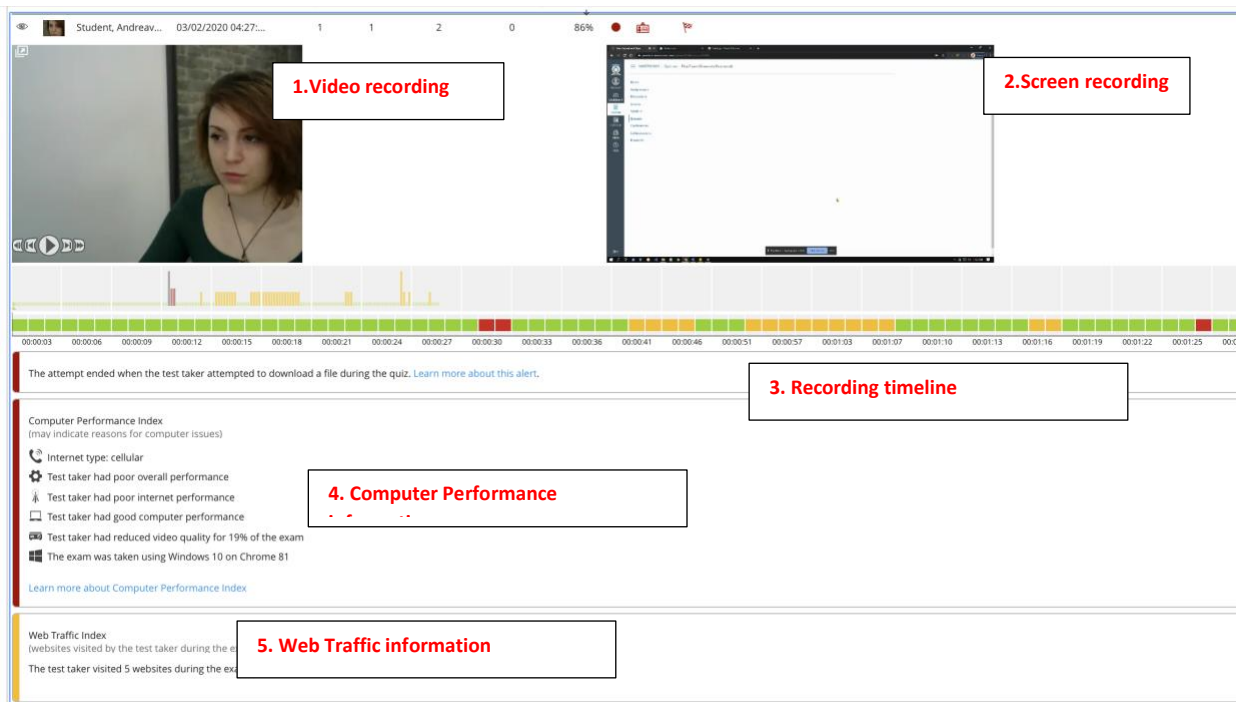 Student, Andreav... 03/02/2020 04:27:... 1 1 2 0 86%
1.Video recording
2.Screen recording
00:00:03 00:00:06 00:00:09 00:00:12 00:00:15 00:00:18 00:00:21 00:00:24 00:00:27 00:00:30 00:00:33 00:00:36 00:00:41 00:00:46 00:00:51 00:00:57 00:01:03 00:01:07 00:01:10 00:01:13 00:01:16 00:01:19 00:01:22 00:01:25
The attempt ended when the test taker attempted to download a file during the quiz. Learn more about this alert.
3. Recording timeline
Computer Performance Index
(may indicate reasons for computer issues)
Internet type: cellular
Test taker had poor overall performance
Test taker had poor internet performance
4. Computer Performance
Test taker had good computer performance
Test taker had reduced video quality for 19% of the exam
The exam was taken using Windows 10 on Chrome 81
Learn more about Computer Performance Index
Web Traffic Index
(websites visited by the test taker during the
5. Web Traffic information
The test taker visited 5 websites during the